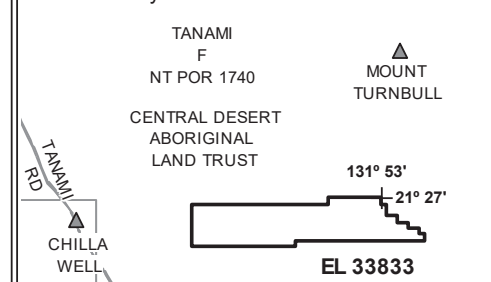 TANAMI
F
NT POR 1740
MOUNT
TURNBULL
CENTRAL DESERT
ABORIGINAL
LAND TRUST
TANAMI
RD
131º 53'
21º 27'
CHILLA
WELL
EL 33833